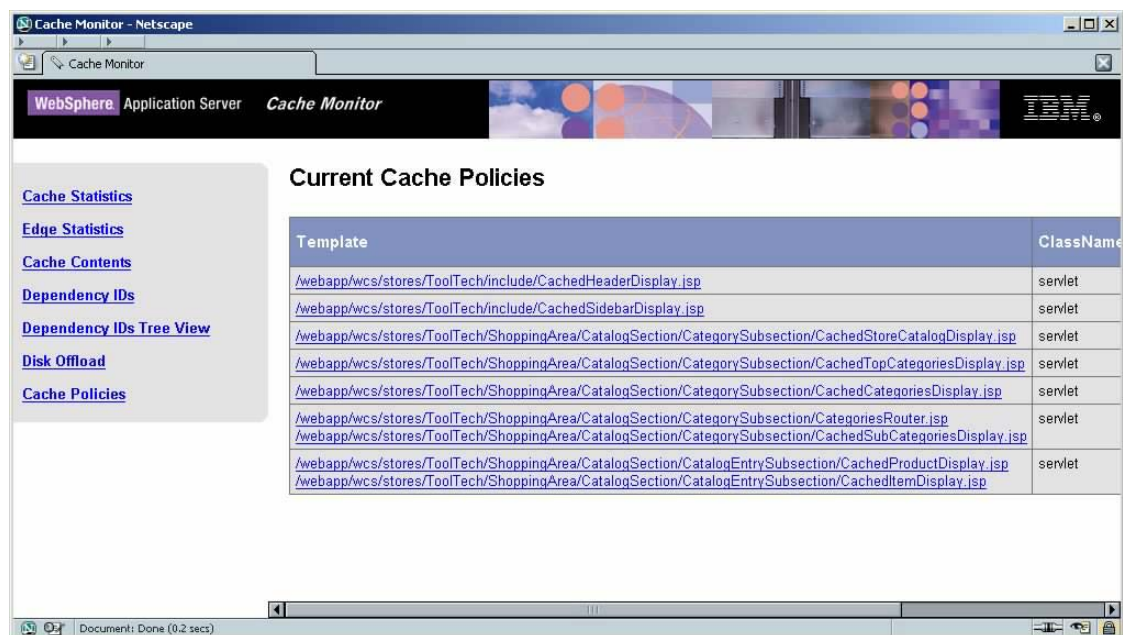 Cache Monitor - Netscape
Cache Monitor
WebSphere Application Server Cache Monitor
IBM®
Cache Statistics
Edge Statistics
Cache Contents
Dependency IDs
Dependency IDs Tree View
Disk Offload
Cache Policies
Current Cache Policies
Template ClassName
/webapp/wcs/stores/ToolTech/include/CachedHeaderDisplay.jsp servlet
/webapp/wcs/stores/ToolTech/include/CachedSidebarDisplay.jsp servlet
/webapp/wcs/stores/ToolTech/ShoppingArea/CatalogSection/CategorySubsection/CachedStoreCatalogDisplay.jsp servlet
/webapp/wcs/stores/ToolTech/ShoppingArea/CatalogSection/CategorySubsection/CachedTopCategoriesDisplay.jsp servlet
/webapp/wcs/stores/ToolTech/ShoppingArea/CatalogSection/CategorySubsection/CachedCategoriesDisplay.jsp servlet
/webapp/wcs/stores/ToolTech/ShoppingArea/CatalogSection/CategorySubsection/CategoriesRouter.jsp servlet
/webapp/wcs/stores/ToolTech/ShoppingArea/CatalogSection/CategorySubsection/CachedSubCategoriesDisplay.jsp
/webapp/wcs/stores/ToolTech/ShoppingArea/CatalogSection/CatalogEntrySubsection/CachedProductDisplay.jsp servlet
/webapp/wcs/stores/ToolTech/ShoppingArea/CatalogSection/CatalogEntrySubsection/CachedItemDisplay.jsp
Document: Done (0.2 secs)